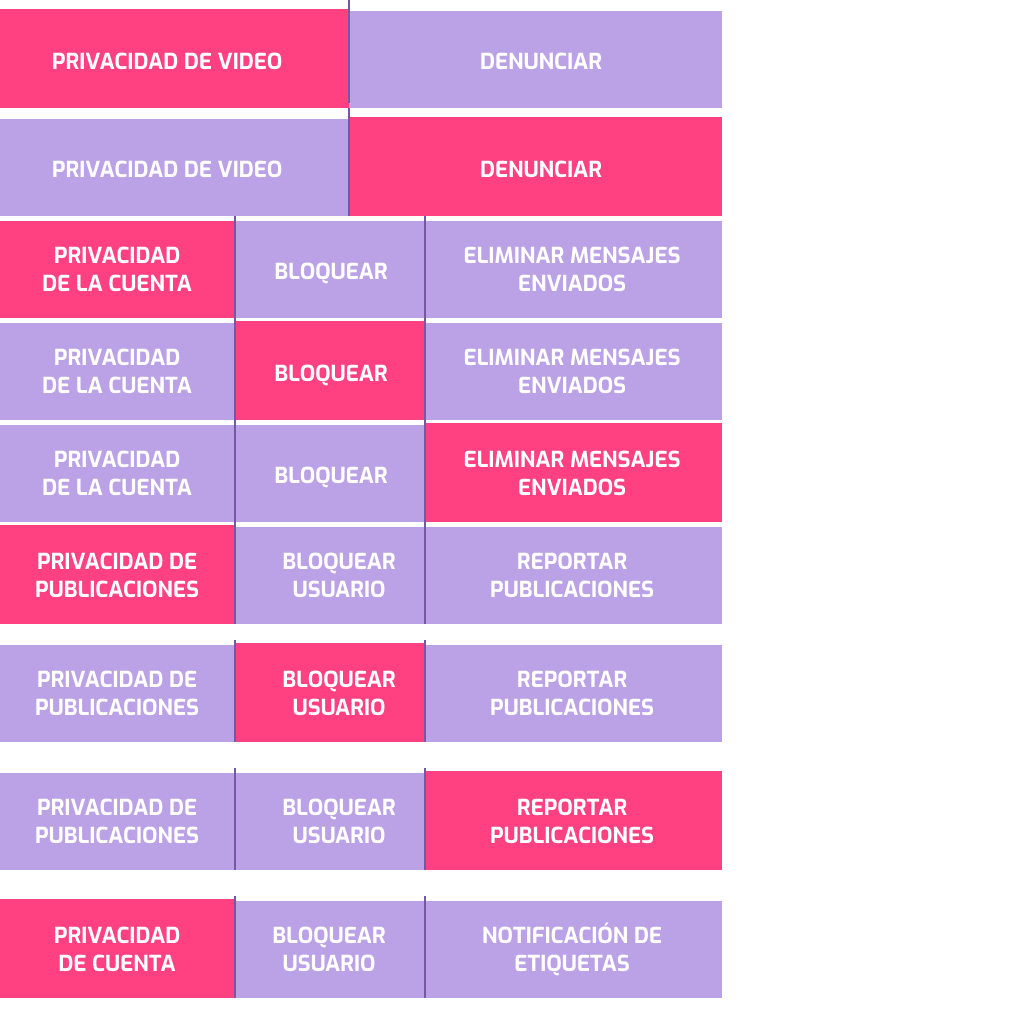 PRIVACIDAD DE VIDEO DENUNCIAR
PRIVACIDAD DE VIDEO DENUNCIAR
PRIVACIDAD
DE LA CUENTA
BLOQUEAR
ELIMINAR MENSAJES
ENVIADOS
PRIVACIDAD
DE LA CUENTA
BLOQUEAR
ELIMINAR MENSAJES
ENVIADOS
PRIVACIDAD
DE LA CUENTA
BLOQUEAR
ELIMINAR MENSAJES
ENVIADOS
PRIVACIDAD DE
PUBLICACIONES
BLOQUEAR
USUARIO
REPORTAR
PUBLICACIONES
PRIVACIDAD DE
PUBLICACIONES
BLOQUEAR
USUARIO
REPORTAR
PUBLICACIONES
PRIVACIDAD DE
PUBLICACIONES
BLOQUEAR
USUARIO
REPORTAR
PUBLICACIONES
PRIVACIDAD
DE CUENTA
BLOQUEAR
USUARIO
NOTIFICACIÓN DE
ETIQUETAS